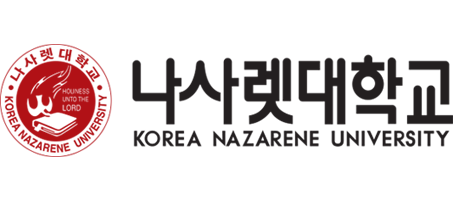 · 나사렛대학교 ·
HOLINESS
UNTO THE
LORD
KOREA NAZARENE UNIVERSITY
나사렛대학교
KOREA NAZARENE UNIVERSITY